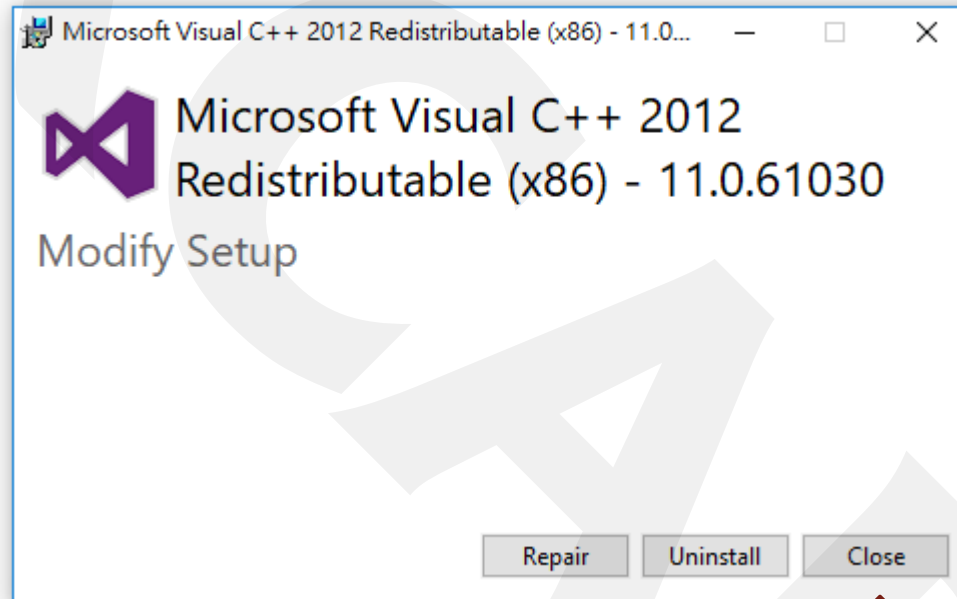 Microsoft Visual C++ 2012 Redistributable (x86) - 11.0...
Microsoft Visual C++ 2012
Redistributable (x86) - 11.0.61030
Modify Setup
Repair Uninstall Close